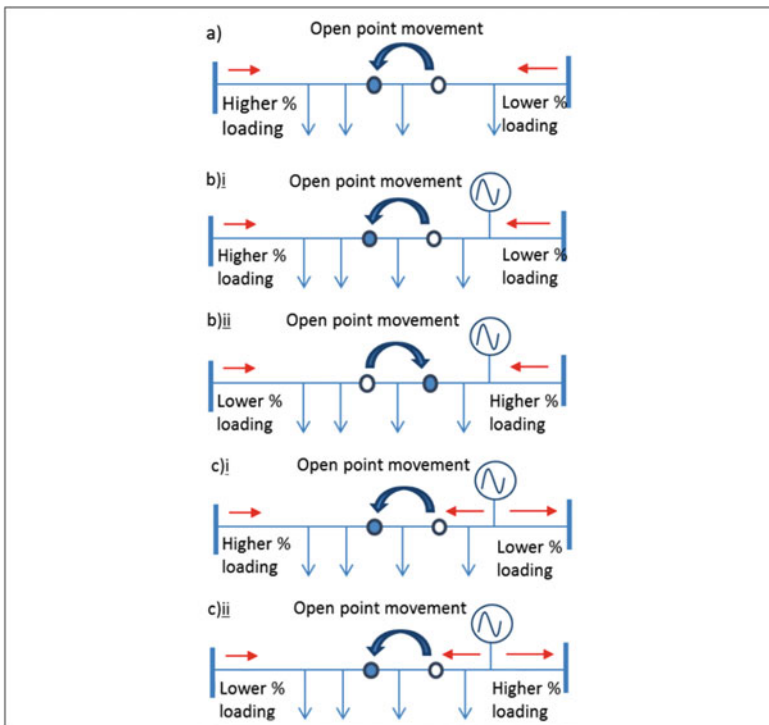 a)
Open point movement
Higher %
loading
Lower %
loading
b)i
Open point movement
Higher %
loading
Lower %
loading
b)ii
Open point movement
Lower %
loading
Higher %
loading
c)i
Open point movement
Higher %
loading
Lower %
loading
c)ii
Open point movement
Lower %
loading
Higher %
loading